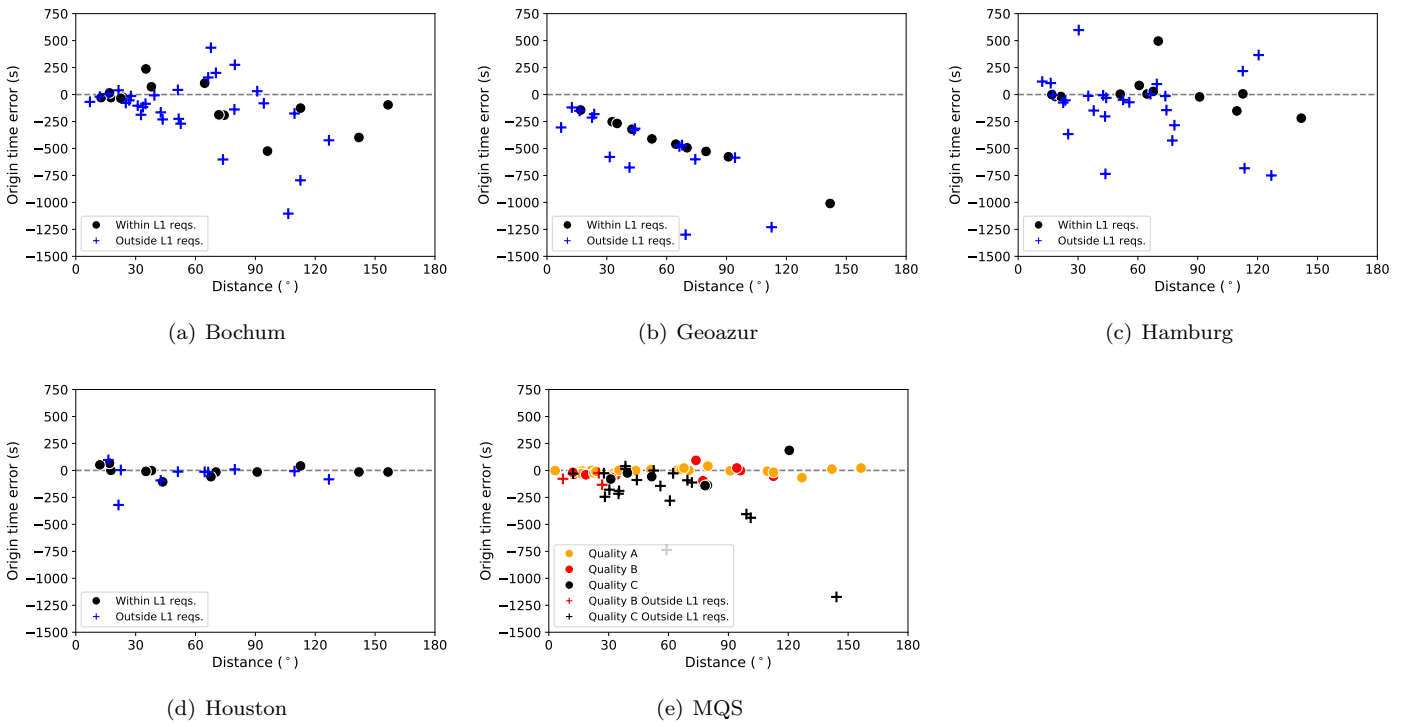 750
500
250
0
−250
−500
−750
−1000
−1250
−1500
Origin time error (s)
Within L1 reqs.
Outside L1 reqs.
0 30 60 90 120 150 180
Distance (°)
(a) Bochum
750
500
250
0
−250
−500
−750
−1000
−1250
−1500
Origin time error (s)
Within L1 reqs.
Outside L1 reqs.
0 30 60 90 120 150 180
Distance (°)
(b) Geoazur
750
500
250
0
−250
−500
−750
−1000
−1250
−1500
Origin time error (s)
Within L1 reqs.
Outside L1 reqs.
0 30 60 90 120 150 180
Distance (°)
(c) Hamburg
750
500
250
0
−250
−500
−750
−1000
−1250
−1500
Origin time error (s)
Within L1 reqs.
Outside L1 reqs.
0 30 60 90 120 150 180
Distance (°)
(d) Houston
750
500
250
0
−250
−500
−750
−1000
−1250
−1500
Origin time error (s)
Quality A
Quality B
Quality C
Quality B Outside L1 reqs.
Quality C Outside L1 reqs.
0 30 60 90 120 150 180
Distance (°)
(e) MQS